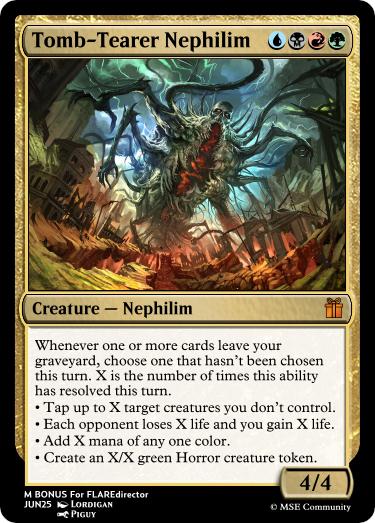 Tomb-Tearer Nephilim
Creature — Nephilim
Whenever one or more cards leave your
graveyard, choose one that hasn't been chosen
this turn. X is the number of times this ability
has resolved this turn.
• Tap up to X target creatures you don't control.
• Each opponent loses X life and you gain X life.
• Add X mana of any one color.
• Create an X/X green Horror creature token.
4/4
M BONUS For FLAREdirector
JUN25 Lordigan
Piguy
© MSE Community